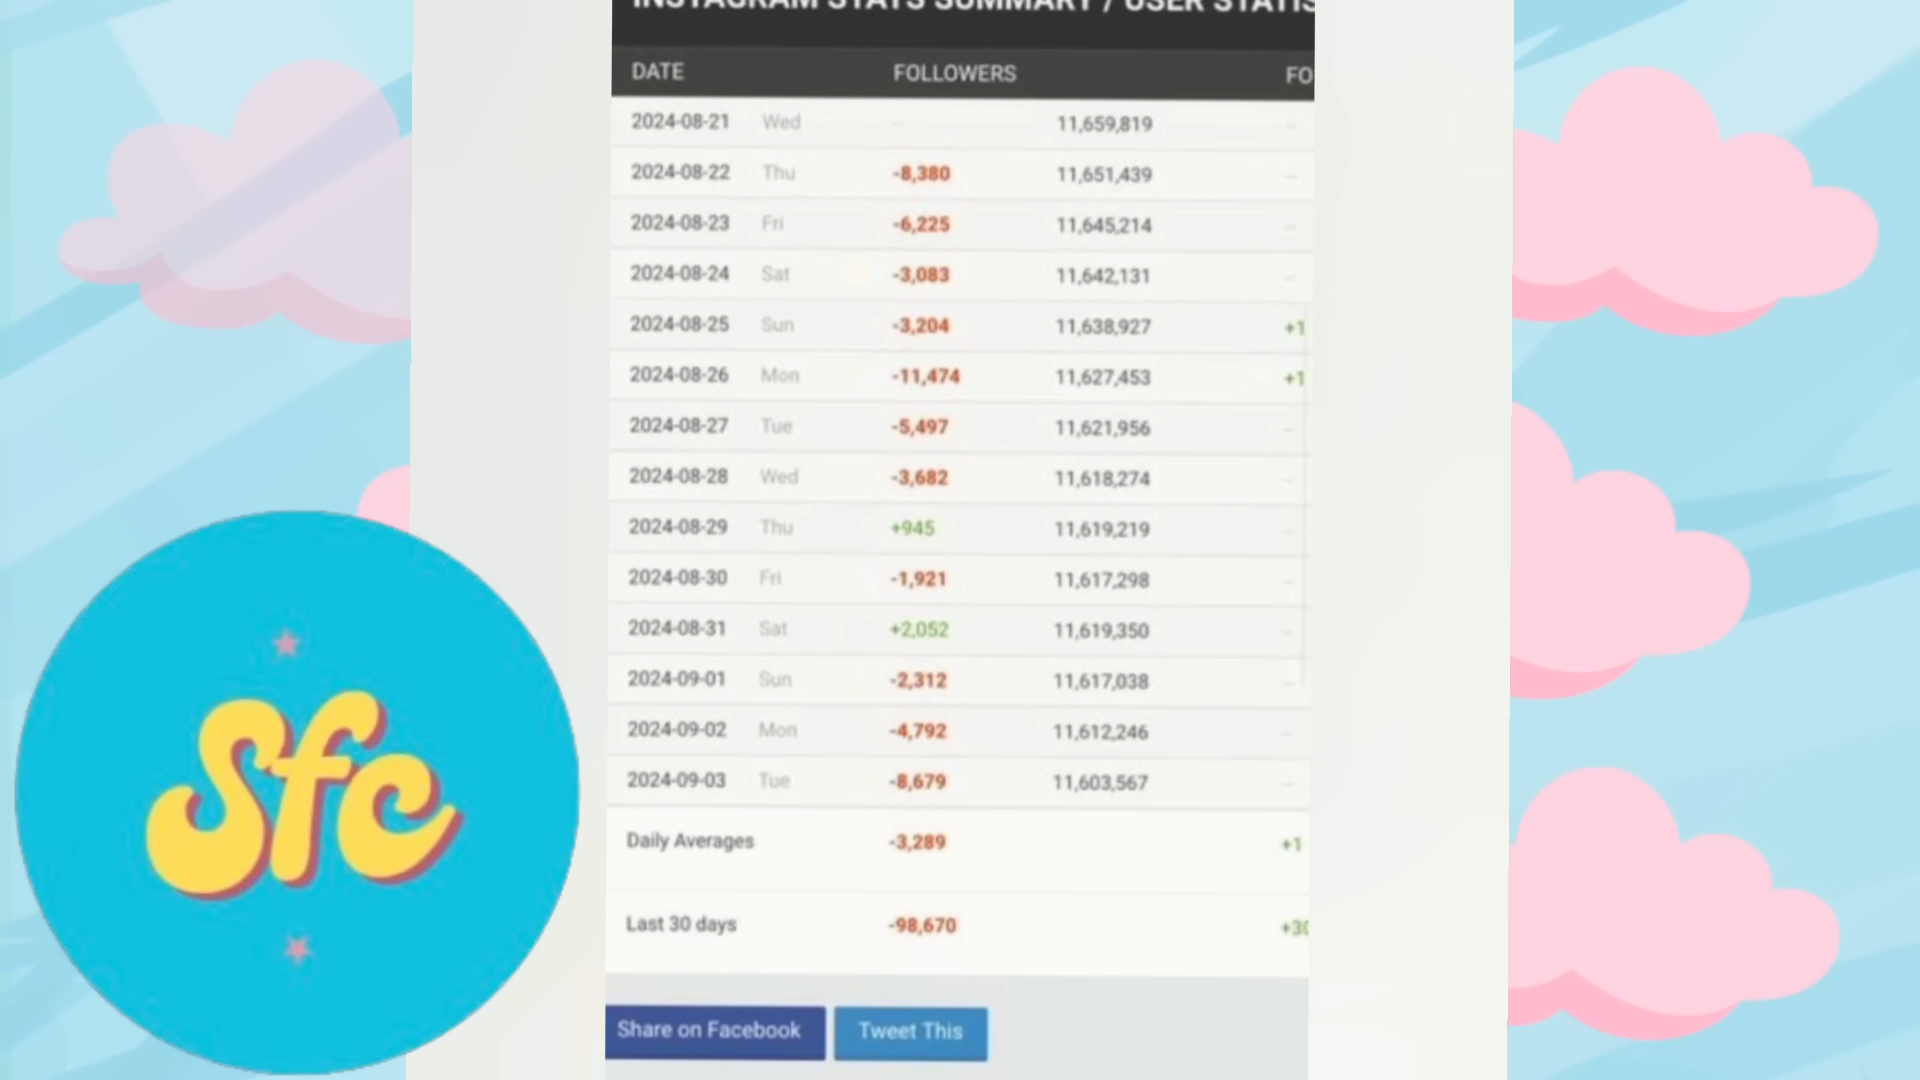 INSTAGRAM STATS SUMMARY / USER STATIS
DATE FOLLOWERS FO
2024-08-21 Wed -- 11,659,819 --
2024-08-22 Thu -8,380 11,651,439 --
2024-08-23 Fri -6,225 11,645,214 --
2024-08-24 Sat -3,083 11,642,131 --
2024-08-25 Sun -3,204 11,638,927 +1
2024-08-26 Mon -11,474 11,627,453 +1
2024-08-27 Tue -5,497 11,621,956 --
2024-08-28 Wed -3,682 11,618,274 --
2024-08-29 Thu +945 11,619,219 --
2024-08-30 Fri -1,921 11,617,298 --
2024-08-31 Sat +2,052 11,619,350 --
2024-09-01 Sun -2,312 11,617,038 --
2024-09-02 Mon -4,792 11,612,246 --
2024-09-03 Tue -8,679 11,603,567 --
Daily Averages -3,289 +1
Last 30 days -98,670 +30
Share on Facebook Tweet This
Sfc